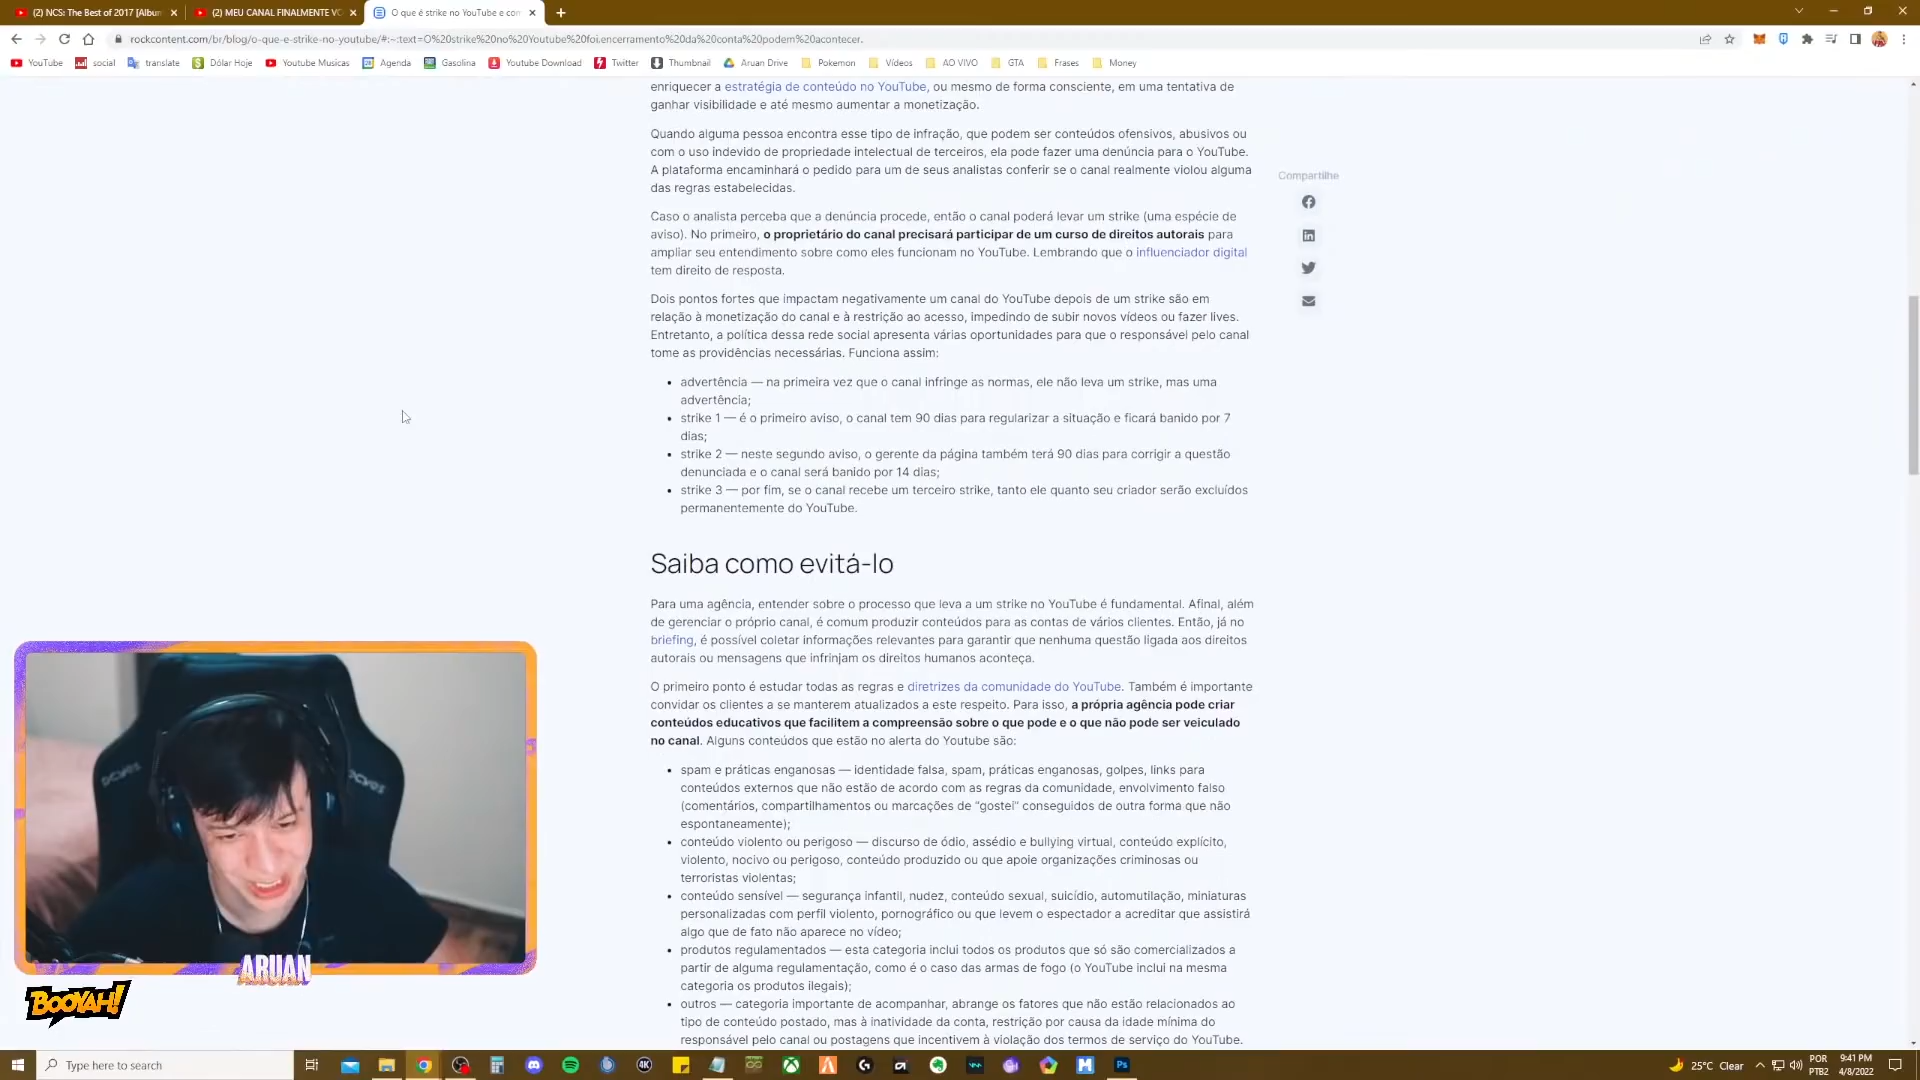 (2) NCS: The Best of 2017 [Album
(2) MEU CANAL FINALMENTE VO
O que é strike no YouTube e com
rockcontent.com/br/blog/o-que-e-strike-no-youtube/#:~:text=O%20strike%20no%20Youtube%20foi,encerramento%20da%20conta%20podem%20acontecer.
YouTube
social
translate
Dólar Hoje
Youtube Musicas
Agenda
Gasolina
Youtube Download
Twitter
Thumbnail
Aruan Drive
Pokemon
Vídeos
AO VIVO
GTA
Frases
Money
enriquecer a estratégia de conteúdo no YouTube, ou mesmo de forma consciente, em uma tentativa de
ganhar visibilidade e até mesmo aumentar a monetização.
Quando alguma pessoa encontra esse tipo de infração, que podem ser conteúdos ofensivos, abusivos ou
com o uso indevido de propriedade intelectual de terceiros, ela pode fazer uma denúncia para o YouTube.
A plataforma encaminhará o pedido para um de seus analistas conferir se o canal realmente violou alguma
das regras estabelecidas.
Caso o analista perceba que a denúncia procede, então o canal poderá levar um strike (uma espécie de
aviso). No primeiro, o proprietário do canal precisará participar de um curso de direitos autorais para
ampliar seu entendimento sobre como eles funcionam no YouTube. Lembrando que o influenciador digital
tem direito de resposta.
Dois pontos fortes que impactam negativamente um canal do YouTube depois de um strike são em
relação à monetização do canal e à restrição ao acesso, impedindo de subir novos vídeos ou fazer lives.
Entretanto, a política dessa rede social apresenta várias oportunidades para que o responsável pelo canal
tome as providências necessárias. Funciona assim:
• advertência — na primeira vez que o canal infringe as normas, ele não leva um strike, mas uma
advertência;
• strike 1 — é o primeiro aviso, o canal tem 90 dias para regularizar a situação e ficará banido por 7
dias;
• strike 2 — neste segundo aviso, o gerente da página também terá 90 dias para corrigir a questão
denunciada e o canal será banido por 14 dias;
• strike 3 — por fim, se o canal recebe um terceiro strike, tanto ele quanto seu criador serão excluídos
permanentemente do YouTube.
Compartilhe
Saiba como evitá-lo
Para uma agência, entender sobre o processo que leva a um strike no YouTube é fundamental. Afinal, além
de gerenciar o próprio canal, é comum produzir conteúdos para as contas de vários clientes. Então, já no
briefing, é possível coletar informações relevantes para garantir que nenhuma questão ligada aos direitos
autorais ou mensagens que infrinjam os direitos humanos aconteça.
O primeiro ponto é estudar todas as regras e diretrizes da comunidade do YouTube. Também é importante
convidar os clientes a se manterem atualizados a este respeito. Para isso, a própria agência pode criar
conteúdos educativos que facilitem a compreensão sobre o que pode e o que não pode ser veiculado
no canal. Alguns conteúdos que estão no alerta do Youtube são:
• spam e práticas enganosas — identidade falsa, spam, práticas enganosas, golpes, links para
conteúdos externos que não estão de acordo com as regras da comunidade, envolvimento falso
(comentários, compartilhamentos ou marcações de “gostei” conseguidos de outra forma que não
espontaneamente);
• conteúdo violento ou perigoso — discurso de ódio, assédio e bullying virtual, conteúdo explícito,
violento, nocivo ou perigoso, conteúdo produzido ou que apoie organizações criminosas ou
terroristas violentas;
• conteúdo sensível — segurança infantil, nudez, conteúdo sexual, suicídio, automutilação, miniaturas
personalizadas com perfil violento, pornográfico ou que levem o espectador a acreditar que assistirá
algo que de fato não aparece no vídeo;
• produtos regulamentados — esta categoria inclui todos os produtos que só são comercializados a
partir de alguma regulamentação, como é o caso das armas de fogo (o YouTube inclui na mesma
categoria os produtos ilegais);
• outros — categoria importante de acompanhar, abrange os fatores que não estão relacionados ao
tipo de conteúdo postado, mas à inatividade da conta, restrição por causa da idade mínima do
responsável pelo canal ou postagens que incentivem à violação dos termos de serviço do YouTube.
ARUAN
BOOYAH!
Type here to search
4K
Ps
25°C Clear
POR
PTB2
9:41 PM
4/8/2022